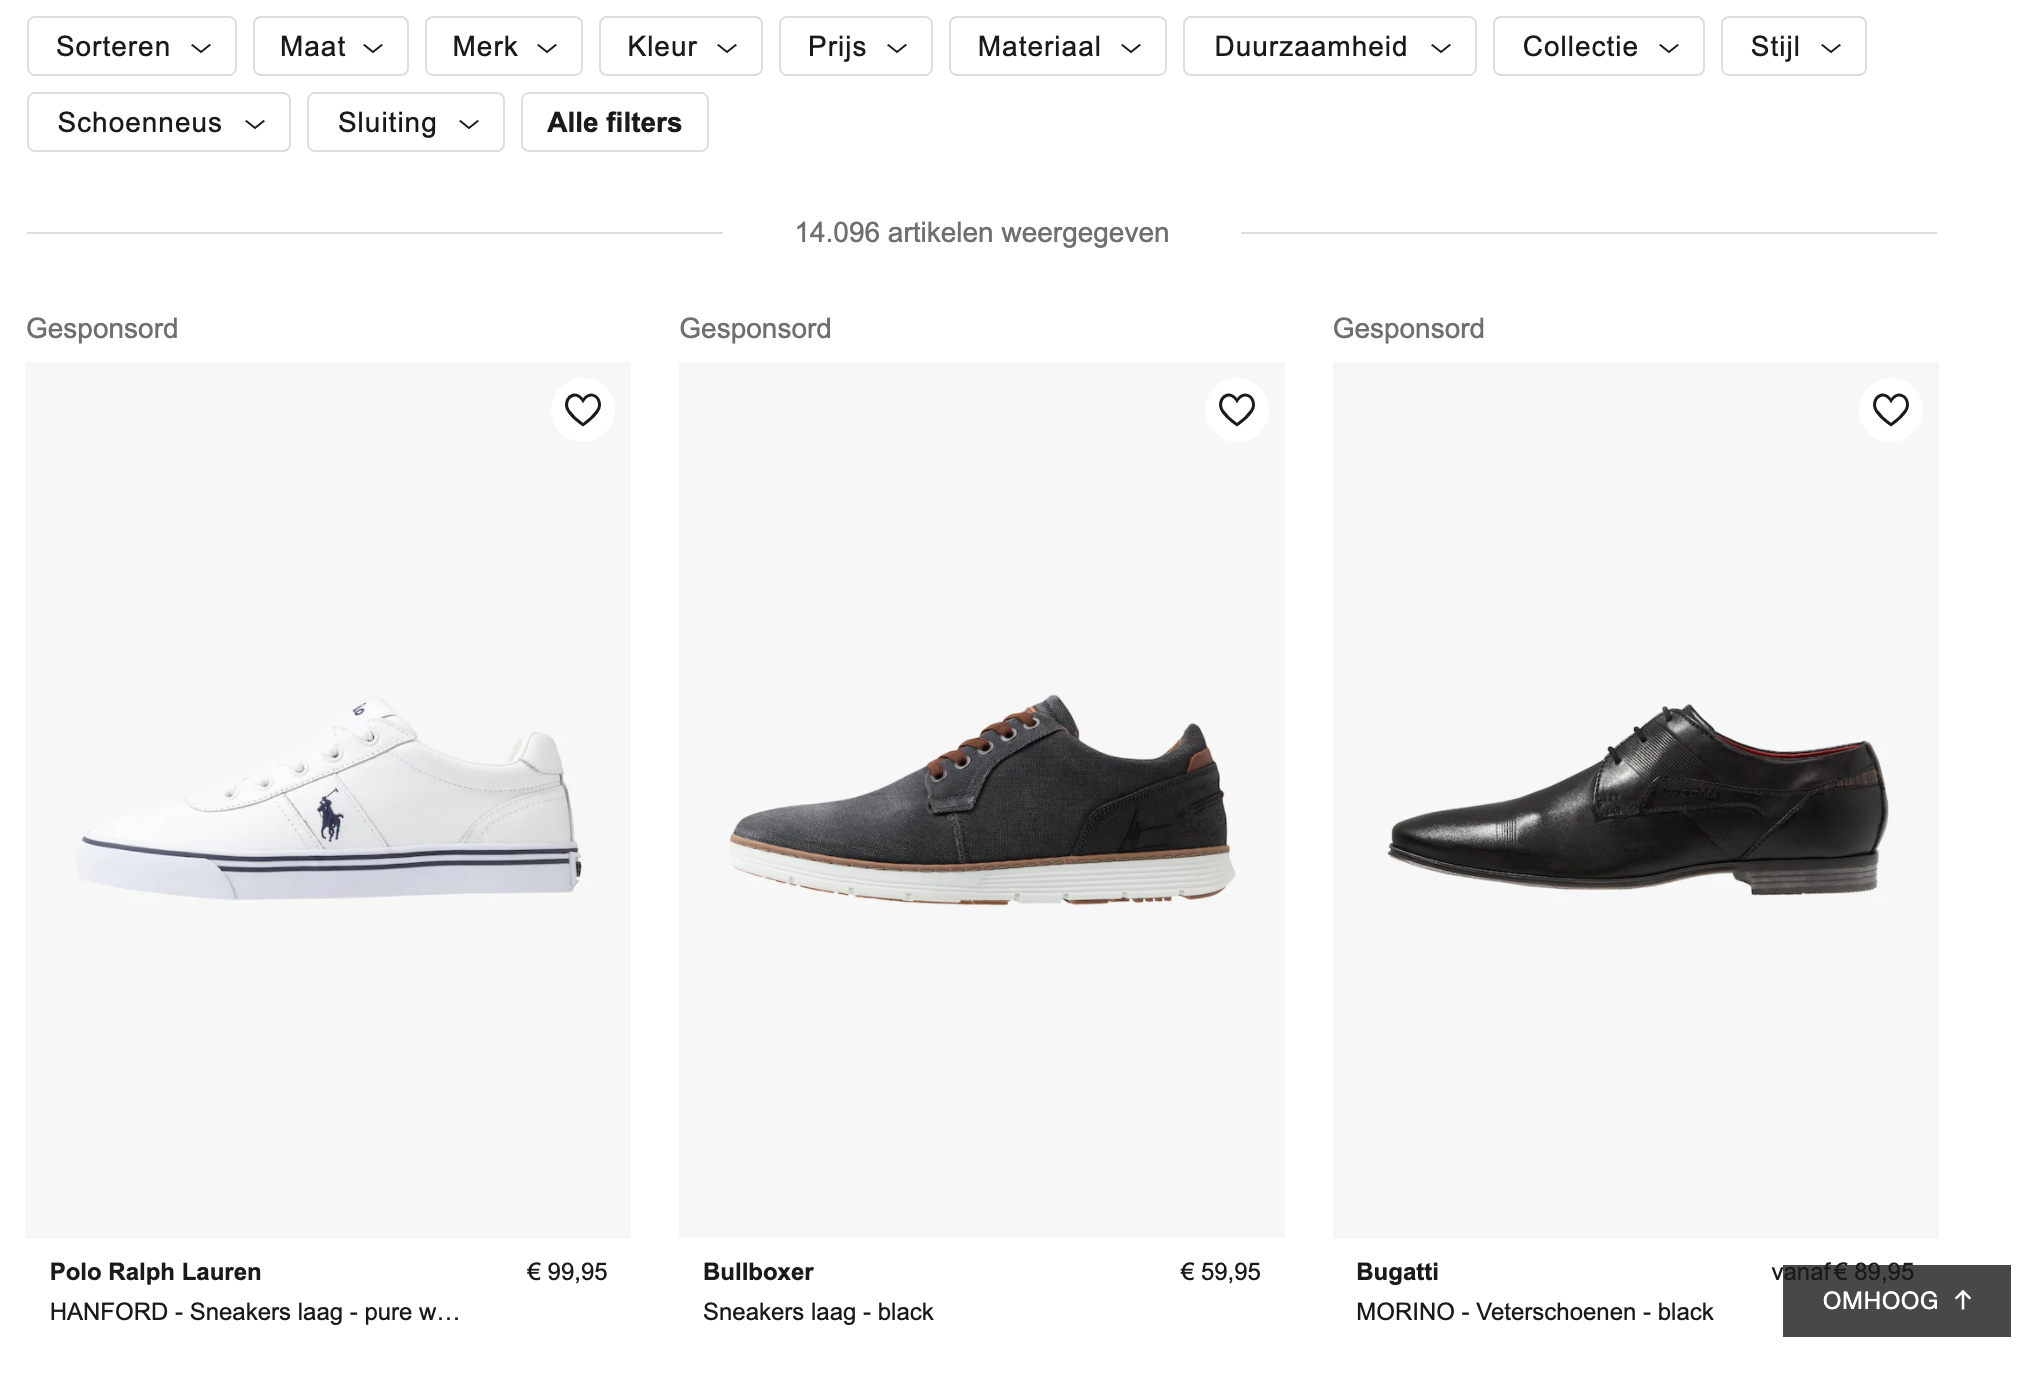 Sorteren Maat Merk Kleur Prijs Materiaal Duurzaamheid Collectie Stijl
Schoenneus Sluiting Alle filters
14.096 artikelen weergegeven
Gesponsord Gesponsord Gesponsord
Polo Ralph Lauren € 99,95 Bullboxer € 59,95 Bugatti vanaf € 89,95
HANFORD - Sneakers laag - pure w… Sneakers laag - black MORINO - Veterschoenen - black
OMHOOG